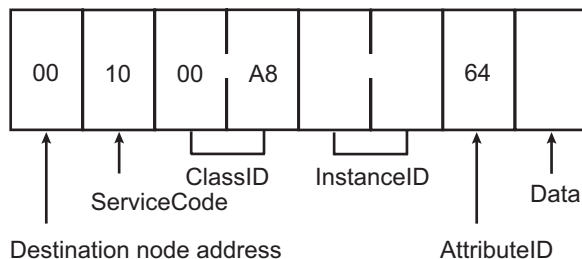 00 10 00 A8 64
ClassID InstanceID
ServiceCode Data
Destination node address AttributeID